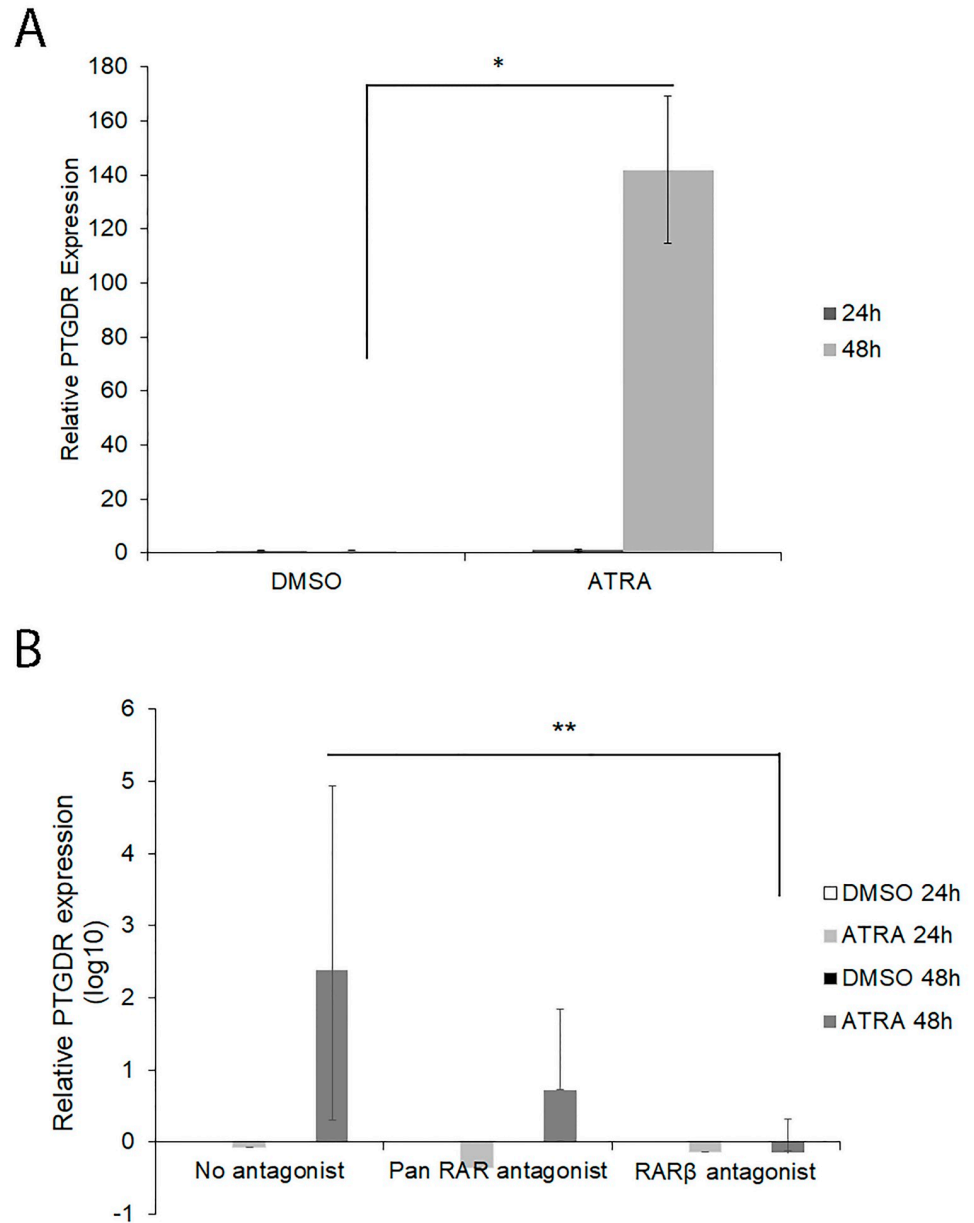 A
*
180
160
140
120
100
80
60
40
20
0
Relative PTGDR Expression
DMSO
ATRA
24h
48h
B
**
6
5
4
3
2
1
0
-1
Relative PTGDR expression
(log10)
No antagonist
Pan RAR antagonist
RARβ antagonist
DMSO 24h
ATRA 24h
DMSO 48h
ATRA 48h